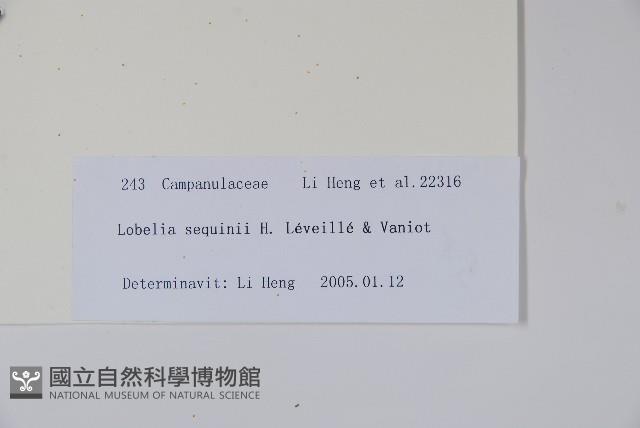 243 Campanulaceae Li Heng et al. 22316
Lobelia sequinii H. Léveillé & Vaniot
Determinavit: Li Heng 2005.01.12
國立自然科學博物館
NATIONAL MUSEUM OF NATURAL SCIENCE